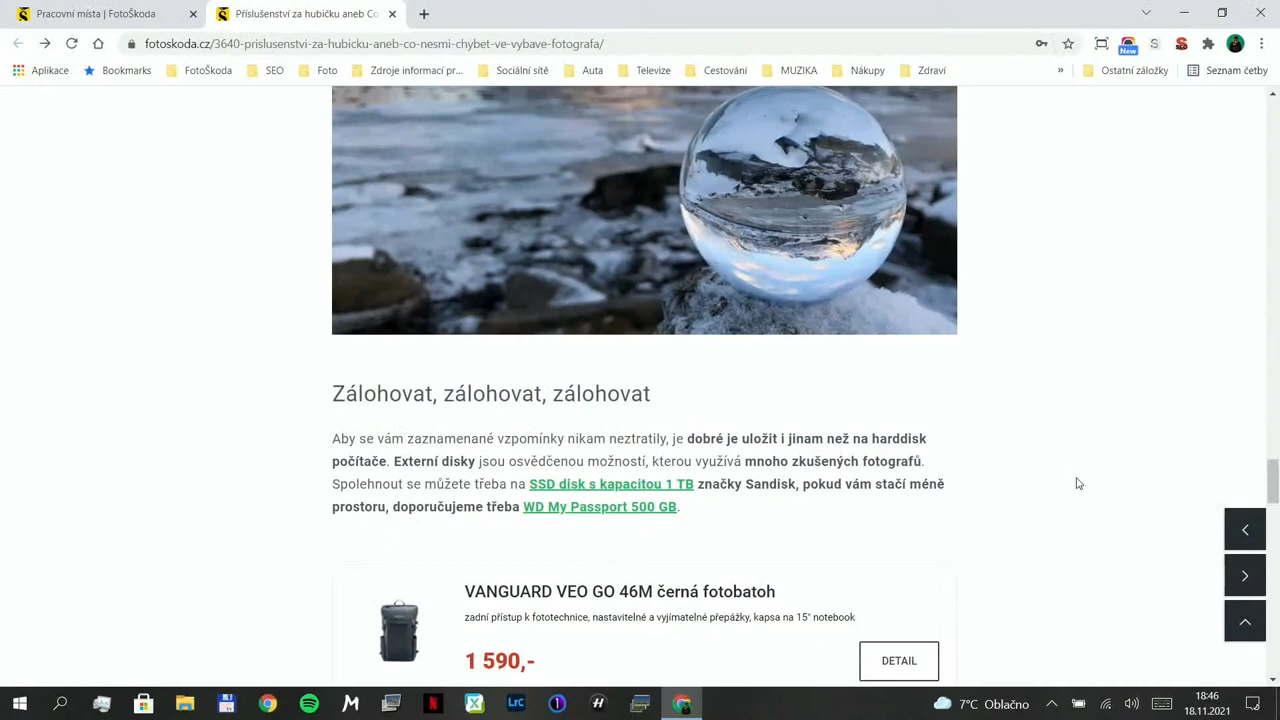 Pracovní místa | FotoŠkoda
Příslušenství za hubičku aneb Co
fotoskoda.cz/3640-prislusenstvi-za-hubicku-aneb-co-nesmi-chybet-ve-vybave-fotografa/
New
Aplikace
Bookmarks
FotoŠkoda
SEO
Foto
Zdroje informací pr...
Sociální sítě
Auta
Televize
Cestování
MUZIKA
Nákupy
Zdraví
»
Ostatní záložky
Seznam četby
Zálohovat, zálohovat, zálohovat
Aby se vám zaznamenané vzpomínky nikam neztratily, je dobré je uložit i jinam než na harddisk
počítače. Externí disky jsou osvědčenou možností, kterou využívá mnoho zkušených fotografů.
Spolehnout se můžete třeba na SSD disk s kapacitou 1 TB značky Sandisk, pokud vám stačí méně
prostoru, doporučujeme třeba WD My Passport 500 GB.
VANGUARD VEO GO 46M černá fotobatoh
zadní přístup k fototechnice, nastavitelné a vyjímatelné přepážky, kapsa na 15" notebook
1 590,-
DETAIL
7°C Oblačno
18:46
18.11.2021